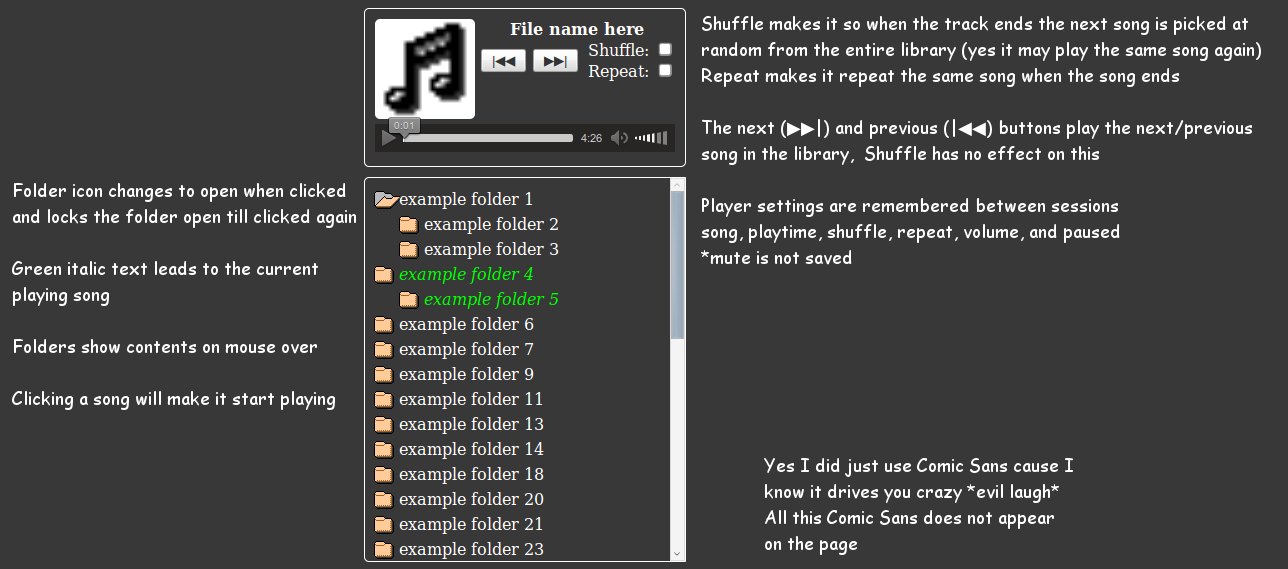 File name here
|◀◀ ▶▶|
Shuffle:
Repeat:
0:01
4:26
Shuffle makes it so when the track ends the next song is picked at
random from the entire library (yes it may play the same song again)
Repeat makes it repeat the same song when the song ends
The next (▶▶|) and previous (|◀◀) buttons play the next/previous
song in the library, Shuffle has no effect on this
Player settings are remembered between sessions
song, playtime, shuffle, repeat, volume, and paused
*mute is not saved
Folder icon changes to open when clicked
and locks the folder open till clicked again
Green italic text leads to the current
playing song
Folders show contents on mouse over
Clicking a song will make it start playing
example folder 1
example folder 2
example folder 3
example folder 4
example folder 5
example folder 6
example folder 7
example folder 9
example folder 11
example folder 13
example folder 14
example folder 18
example folder 20
example folder 21
example folder 23
Yes I did just use Comic Sans cause I
know it drives you crazy *evil laugh*
All this Comic Sans does not appear
on the page